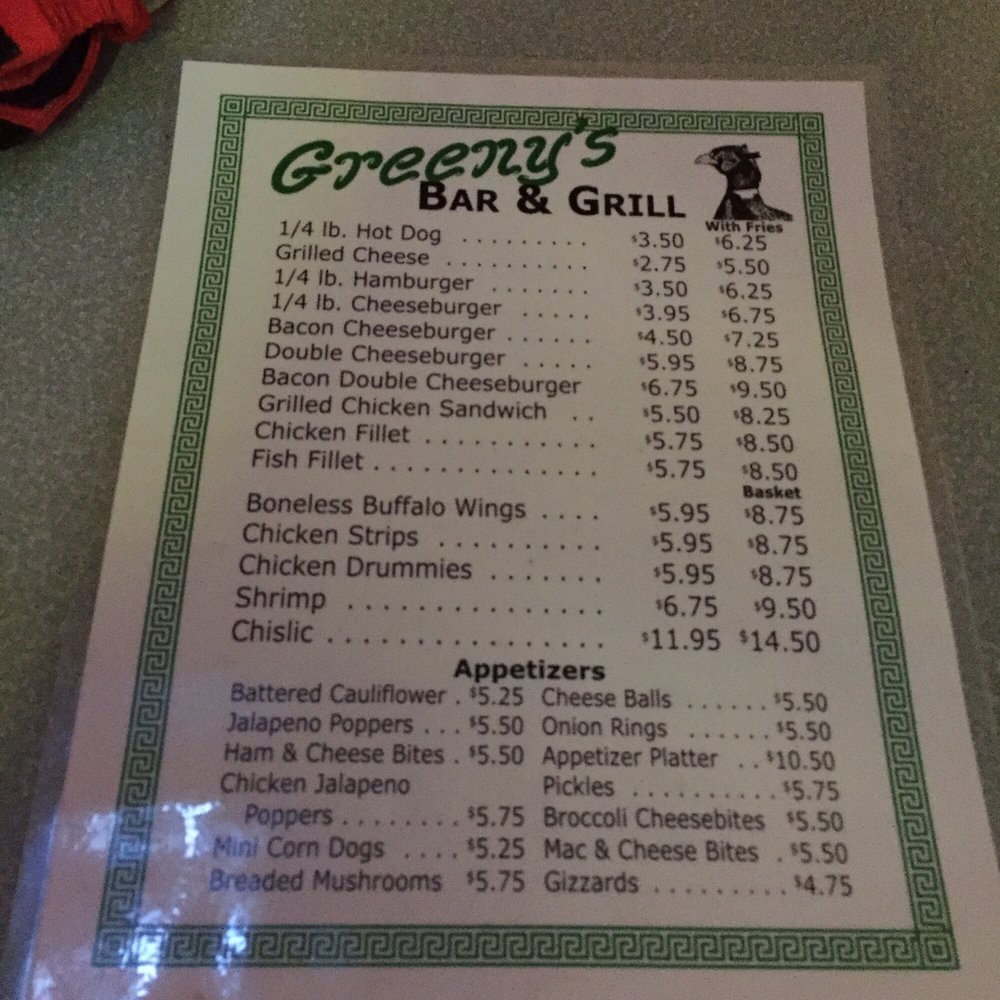 Greeny's
BAR & GRILL
With Fries
1/4 lb. Hot Dog . . . . . . . . . $3.50 $6.25
Grilled Cheese . . . . . . . . . . $2.75 $5.50
1/4 lb. Hamburger . . . . . . . $3.50 $6.25
1/4 lb. Cheeseburger . . . . . $3.95 $6.75
Bacon Cheeseburger . . . . . . $4.50 $7.25
Double Cheeseburger . . . . . $5.95 $8.75
Bacon Double Cheeseburger $6.75 $9.50
Grilled Chicken Sandwich . . $5.50 $8.25
Chicken Fillet . . . . . . . . . . . $5.75 $8.50
Fish Fillet . . . . . . . . . . . . . . $5.75 $8.50
Basket
Boneless Buffalo Wings . . . . $5.95 $8.75
Chicken Strips . . . . . . . . . . $5.95 $8.75
Chicken Drummies . . . . . . . $5.95 $8.75
Shrimp . . . . . . . . . . . . . . . $6.75 $9.50
Chislic . . . . . . . . . . . . . . . . $11.95 $14.50
Appetizers
Battered Cauliflower . $5.25 Cheese Balls . . . . . . $5.50
Jalapeno Poppers . . . $5.50 Onion Rings . . . . . . $5.50
Ham & Cheese Bites . $5.50 Appetizer Platter . . $10.50
Chicken Jalapeno Pickles . . . . . . . . . . $5.75
Poppers . . . . . . . . $5.75 Broccoli Cheesebites $5.50
Mini Corn Dogs . . . . $5.25 Mac & Cheese Bites . $5.50
Breaded Mushrooms $5.75 Gizzards . . . . . . . . . $4.75